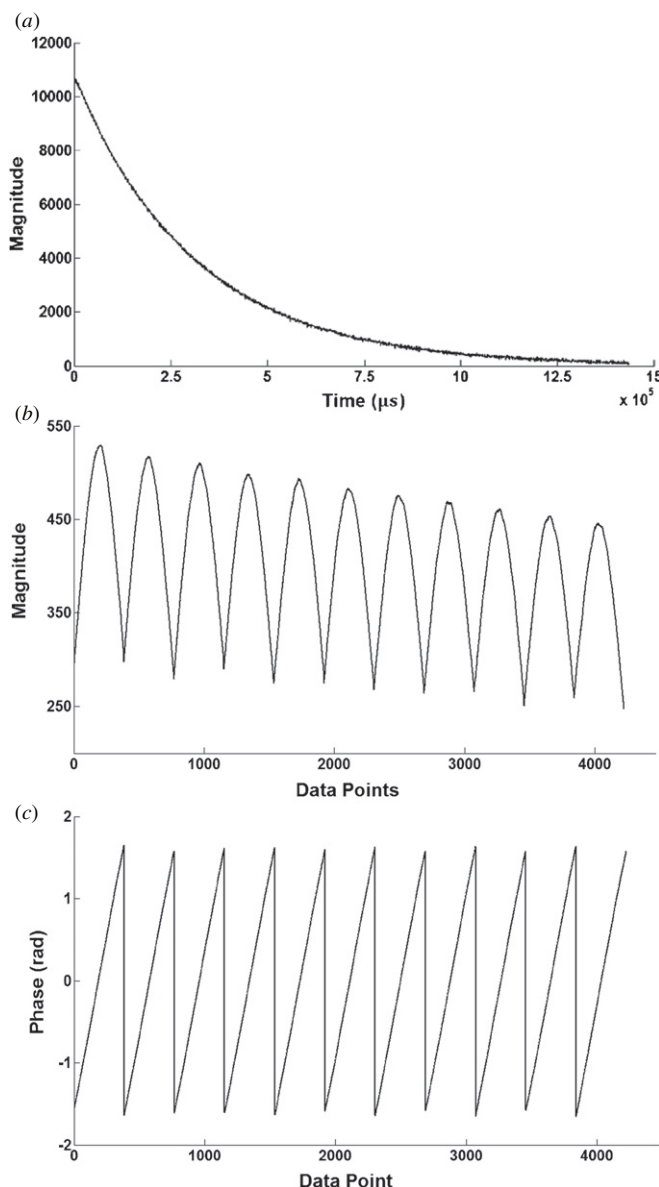 (a)
12000
10000
8000
6000
4000
2000
0
Magnitude
0 2.5 5 7.5 10 12.5 15
Time (μs)
x 10⁵
(b)
550
450
350
250
Magnitude
0 1000 2000 3000 4000
Data Points
(c)
2
1
0
-1
-2
Phase (rad)
0 1000 2000 3000 4000
Data Point